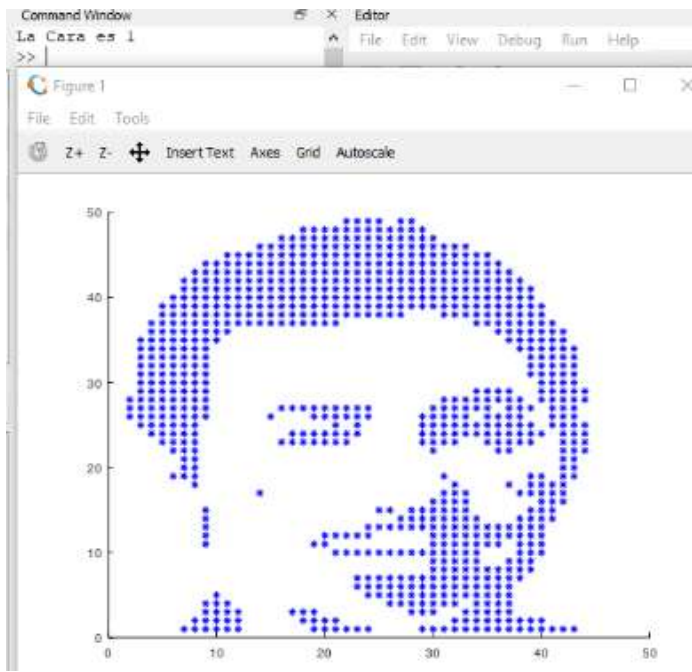 Command Window
Editor
La Cara es 1
File Edit View Debug Run Help
>>
Figure 1
File Edit Tools
Z+ Z- Insert Text Axes Grid Autoscale
50
40
30
20
10
0
0 10 20 30 40 50